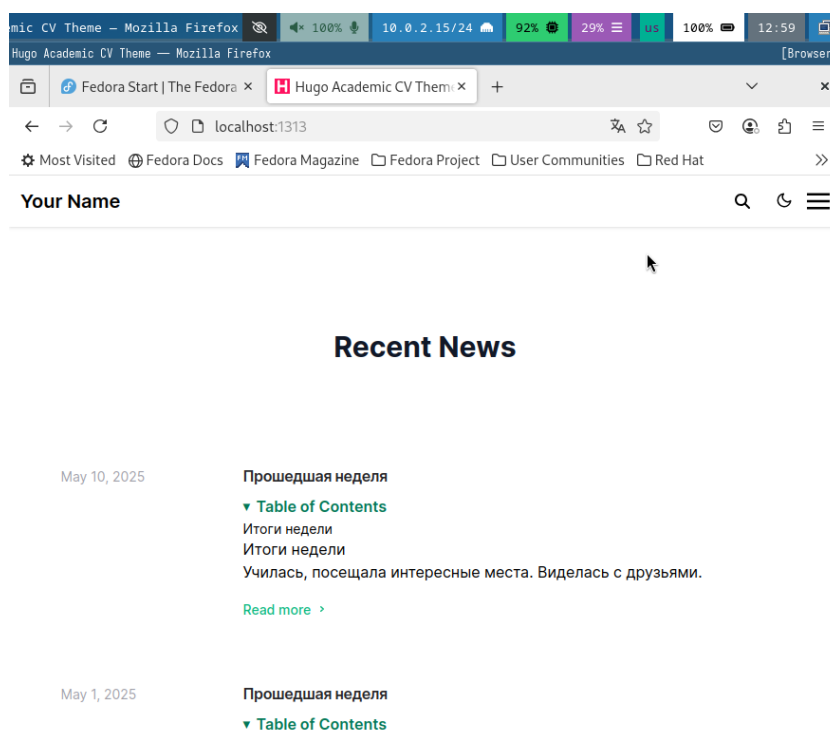 mic CV Theme — Mozilla Firefox 100% 10.0.2.15/24 92% 29% us 100% 12:59
Hugo Academic CV Theme — Mozilla Firefox [Browser
Fedora Start | The Fedora × Hugo Academic CV Theme × +
localhost:1313
Most Visited Fedora Docs Fedora Magazine Fedora Project User Communities Red Hat
Your Name
Recent News
May 10, 2025 Прошедшая неделя
Table of Contents
Итоги недели
Итоги недели
Училась, посещала интересные места. Виделась с друзьями.
Read more
May 1, 2025 Прошедшая неделя
Table of Contents